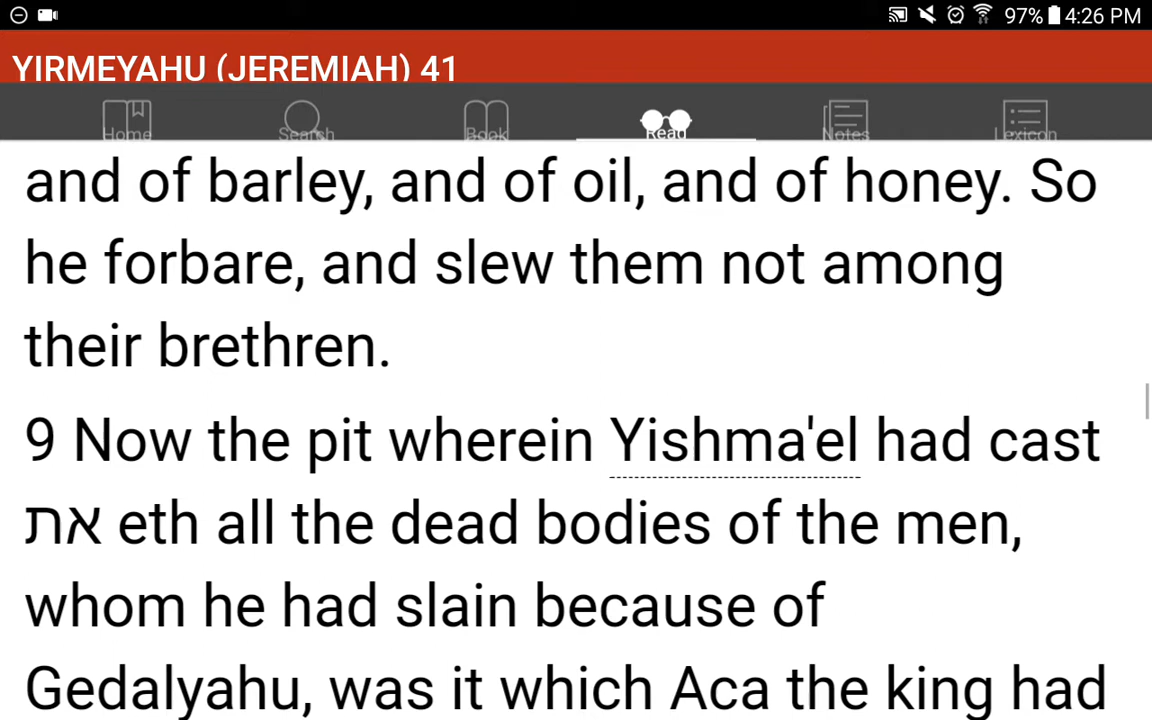 97% 4:26 PM
YIRMEYAHU (JEREMIAH) 41
Home Search Book Read Notes Lexicon
and of barley, and of oil, and of honey. So
he forbare, and slew them not among
their brethren.
9 Now the pit wherein Yishma'el had cast
את eth all the dead bodies of the men,
whom he had slain because of
Gedalyahu, was it which Aca the king had